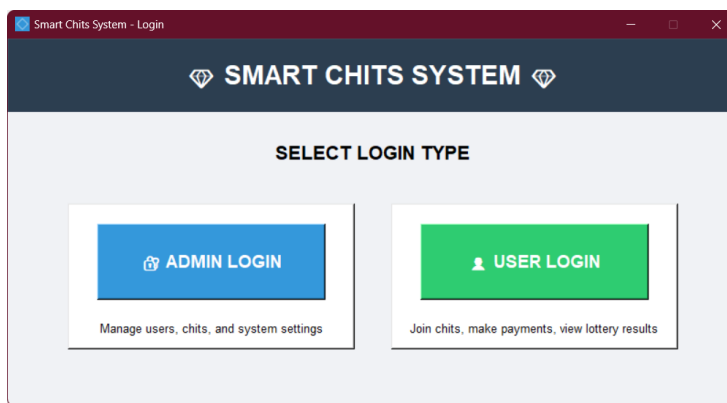 Smart Chits System - Login
SMART CHITS SYSTEM
SELECT LOGIN TYPE
ADMIN LOGIN
USER LOGIN
Manage users, chits, and system settings
Join chits, make payments, view lottery results